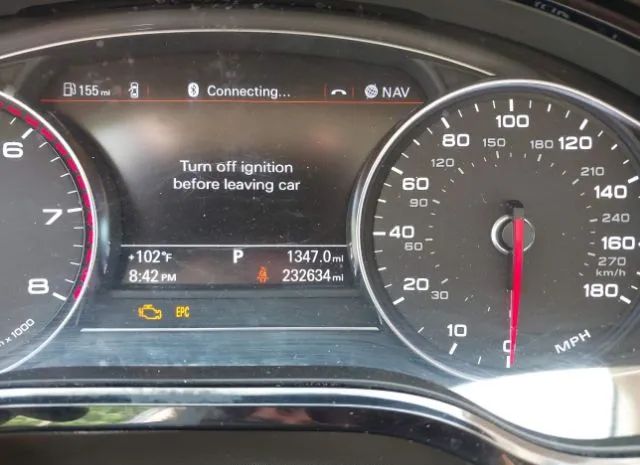 155 mi
Connecting...
NAV
Turn off ignition
before leaving car
+102°F P 1347.0 mi
8:42 PM 232634 mi
EPC
6
7
8
x 1000
0
10
20
40
60
80
100
120
140
160
180
MPH
30
60
90
120
150
180
210
240
270
km/h